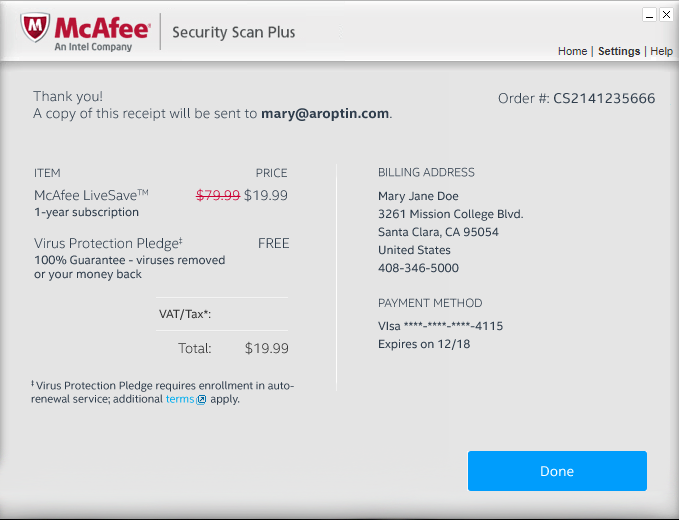 McAfee®
An Intel Company
Security Scan Plus
Home | Settings | Help
Thank you!
A copy of this receipt will be sent to mary@aroptin.com.
Order #: CS2141235666
ITEM PRICE
McAfee LiveSave™ $79.99 $19.99
1-year subscription
Virus Protection Pledge‡ FREE
100% Guarantee - viruses removed
or your money back
VAT/Tax*:
Total: $19.99
‡ Virus Protection Pledge requires enrollment in auto-
renewal service; additional terms apply.
BILLING ADDRESS
Mary Jane Doe
3261 Mission College Blvd.
Santa Clara, CA 95054
United States
408-346-5000
PAYMENT METHOD
VIsa ****-****-****-4115
Expires on 12/18
Done